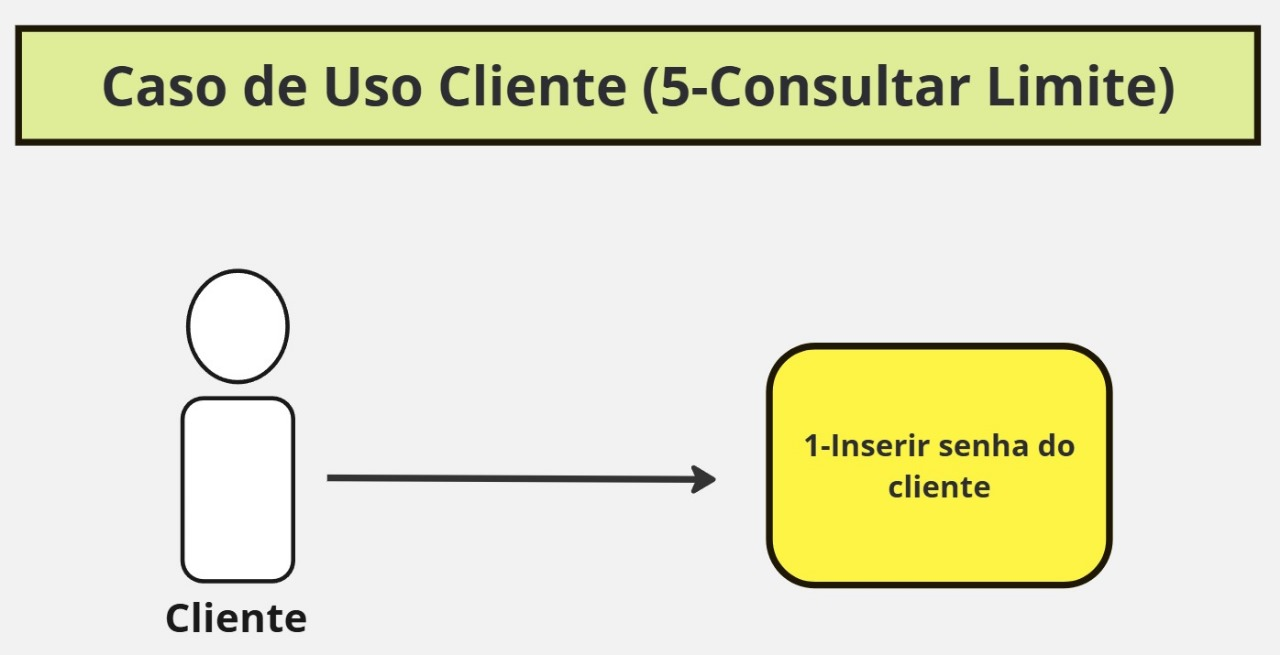 Caso de Uso Cliente (5-Consultar Limite)
1-Inserir senha do
cliente
Cliente